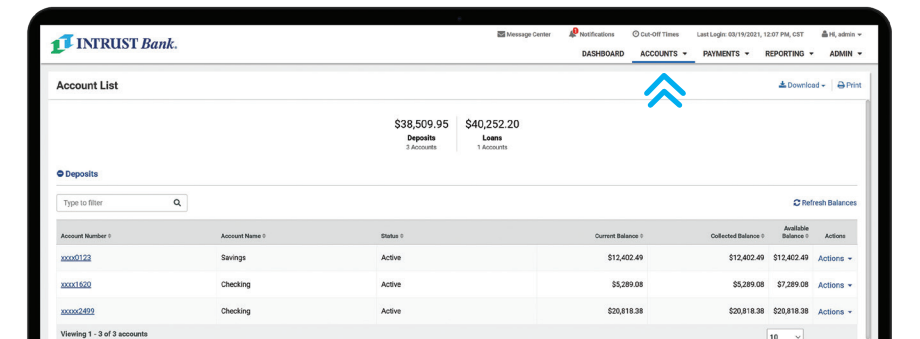 INTRUST Bank.
Message Center Notifications Cut-Off Times Last Login: 03/19/2021, 12:07 PM, CST Hi, admin
DASHBOARD ACCOUNTS PAYMENTS REPORTING ADMIN
Account List Download Print
$38,509.95 $40,252.20
Deposits Loans
3 Accounts 1 Accounts
Deposits
Type to filter Refresh Balances
Account Number Account Name Status Current Balance Collected Balance Available Balance Actions
xxxx0123 Savings Active $12,402.49 $12,402.49 $12,402.49 Actions
xxxx1620 Checking Active $5,289.08 $5,289.08 $7,289.08 Actions
xxxxx2499 Checking Active $20,818.38 $20,818.38 $20,818.38 Actions
Viewing 1 - 3 of 3 accounts 10